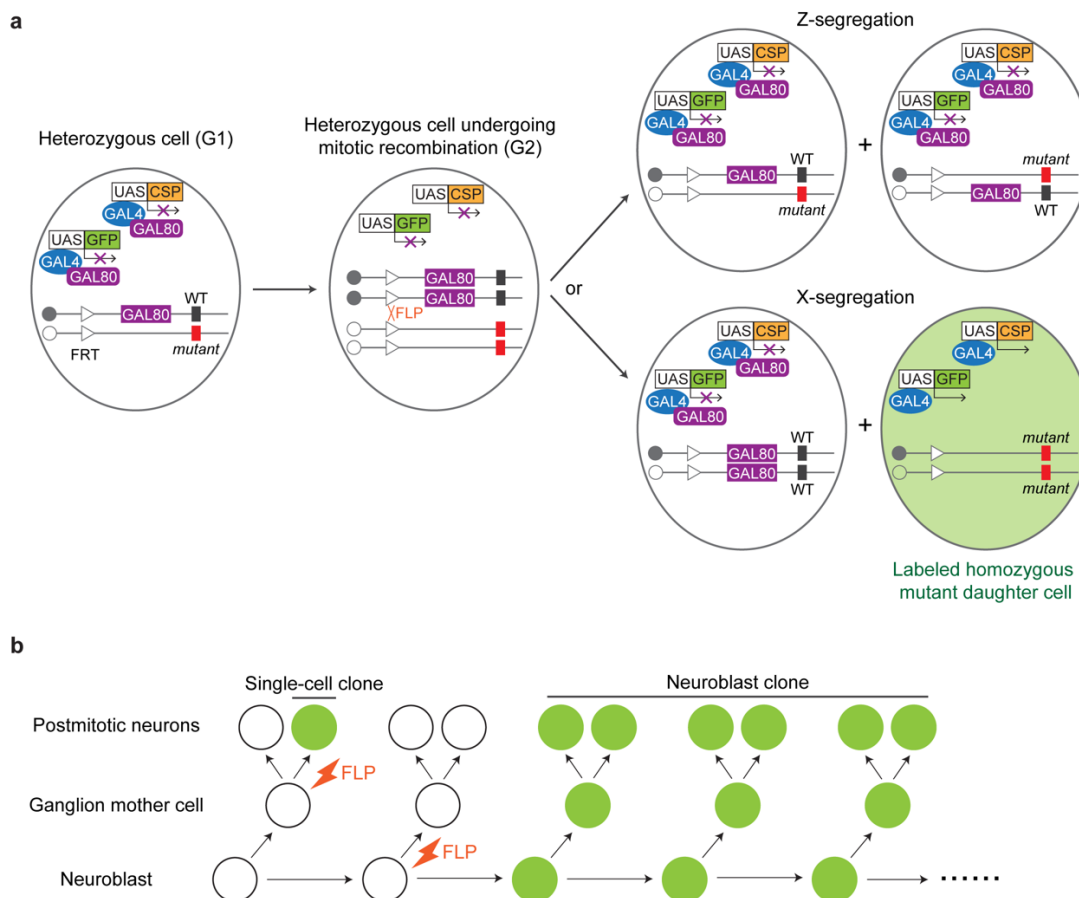 a
Heterozygous cell (G1)
UAS CSP
GAL4
GAL80
UAS GFP
GAL4
GAL80
GAL80
WT
FRT
mutant
Heterozygous cell undergoing
mitotic recombination (G2)
UAS CSP
UAS GFP
GAL80
GAL80
FLP
or
Z-segregation
UAS CSP
GAL4
GAL80
UAS GFP
GAL4
GAL80
WT
GAL80
mutant
+
UAS CSP
GAL4
GAL80
UAS GFP
GAL4
GAL80
mutant
GAL80
WT
X-segregation
UAS CSP
GAL4
GAL80
UAS GFP
GAL4
GAL80
WT
GAL80
GAL80
WT
+
UAS CSP
GAL4
UAS GFP
GAL4
mutant
mutant
Labeled homozygous
mutant daughter cell
b
Single-cell clone
Neuroblast clone
Postmitotic neurons
FLP
Ganglion mother cell
FLP
Neuroblast
......